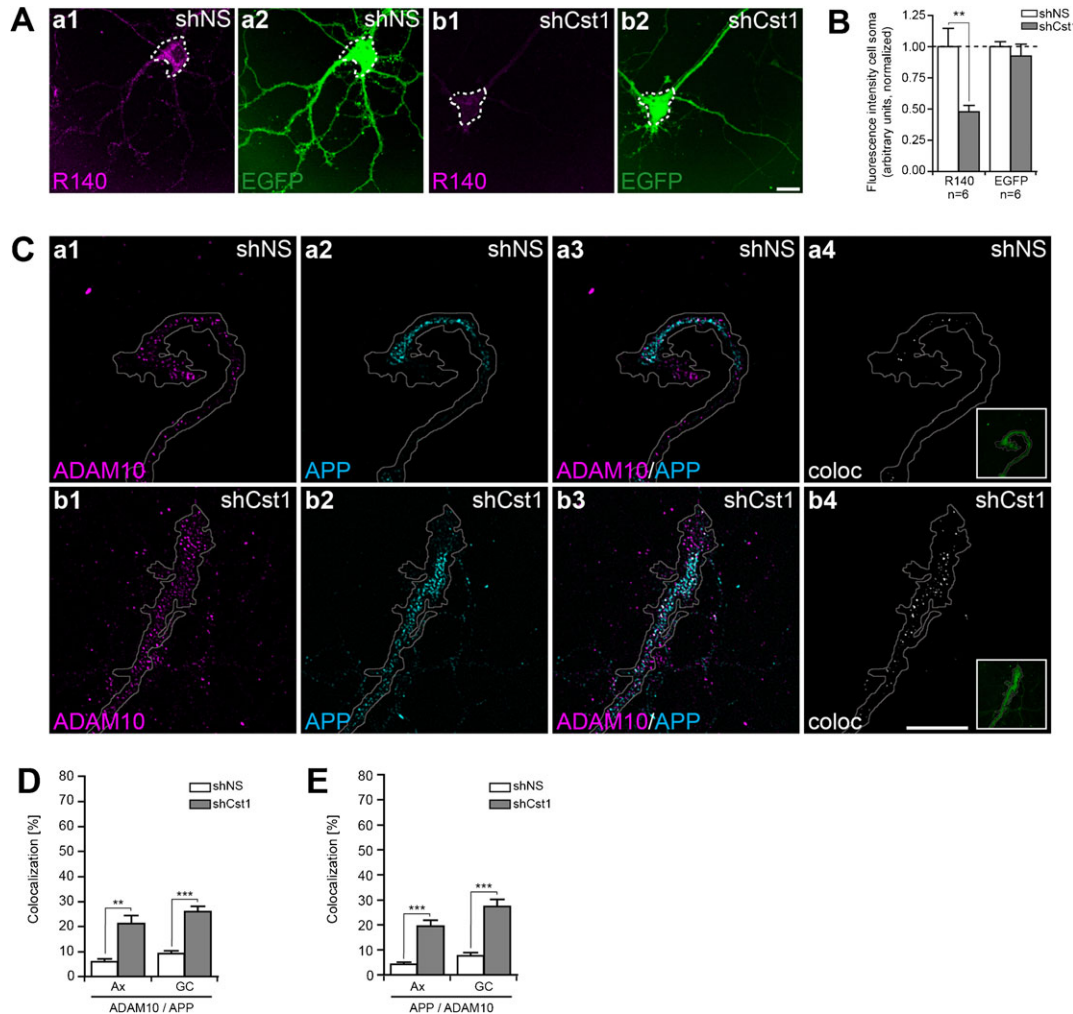 A
a1 shNS
a2 shNS
b1 shCst1
b2 shCst1
R140
EGFP
R140
EGFP
B
shNS
shCst1
**
Fluorescence intensity cell soma
(arbitrary units, normalized)
1.25
1.00
0.75
0.50
0.25
0.00
R140 EGFP
n=6 n=6
C
a1 shNS
a2 shNS
a3 shNS
a4 shNS
ADAM10
APP
ADAM10/APP
coloc
b1 shCst1
b2 shCst1
b3 shCst1
b4 shCst1
ADAM10
APP
ADAM10/APP
coloc
D
shNS
shCst1
Colocalization [%]
80
70
60
50
40
30
20
10
0
** ***
Ax GC
ADAM10 / APP
E
shNS
shCst1
Colocalization [%]
80
70
60
50
40
30
20
10
0
*** ***
Ax GC
APP / ADAM10